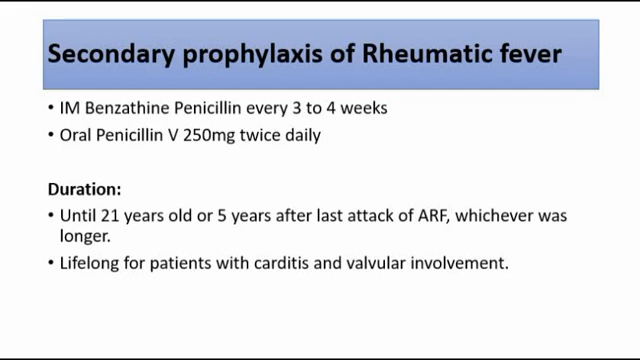 Secondary prophylaxis of Rheumatic fever
• IM Benzathine Penicillin every 3 to 4 weeks
• Oral Penicillin V 250mg twice daily
Duration:
• Until 21 years old or 5 years after last attack of ARF, whichever was
longer.
• Lifelong for patients with carditis and valvular involvement.